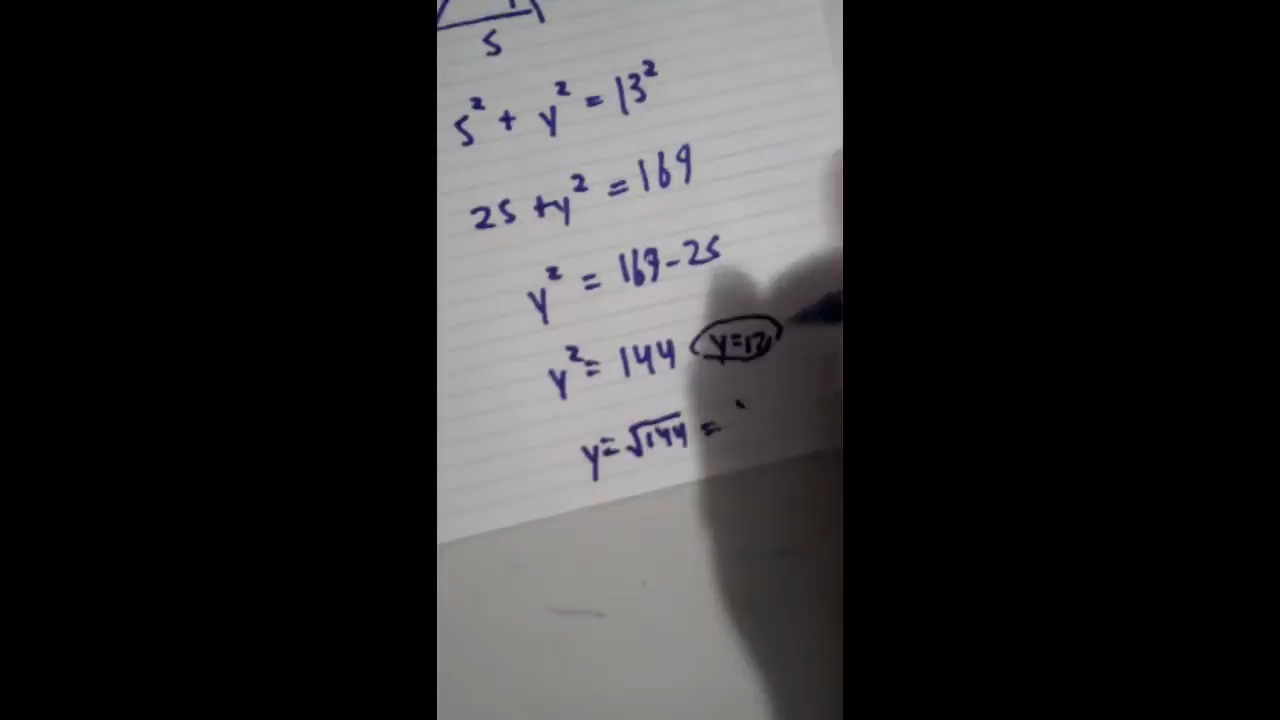 5
5² + y² = 13²
25 + y² = 169
y² = 169 - 25
y² = 144 y=12
y = √144 =